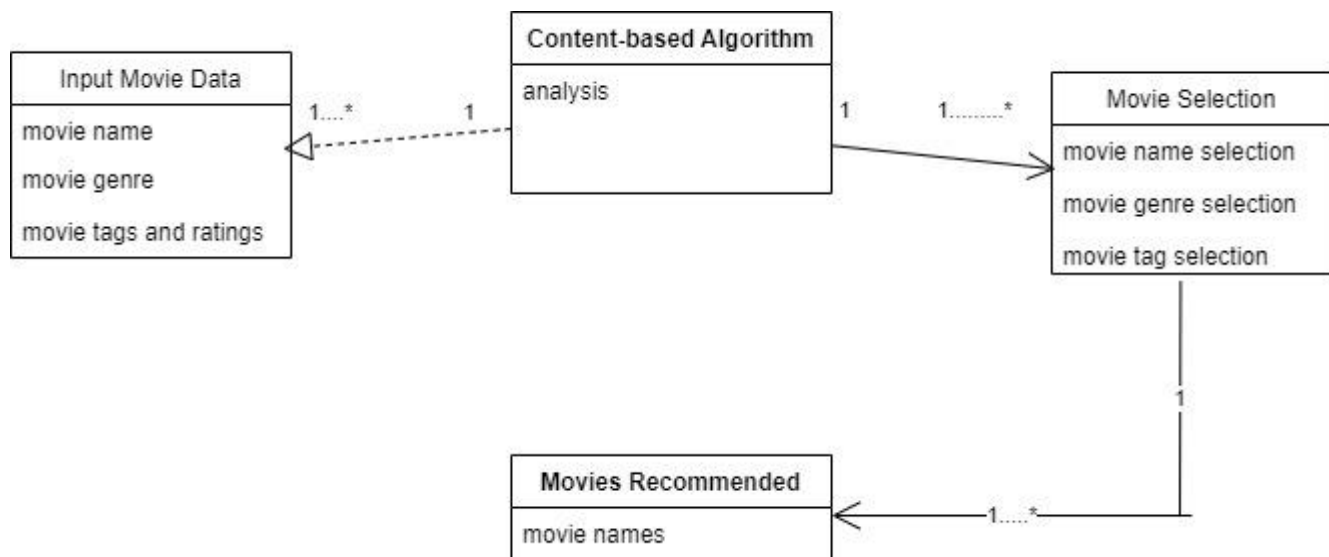 Input Movie Data
movie name
movie genre
movie tags and ratings
1....*
1
Content-based Algorithm
analysis
1
1.........*
Movie Selection
movie name selection
movie genre selection
movie tag selection
1
1.....*
Movies Recommended
movie names